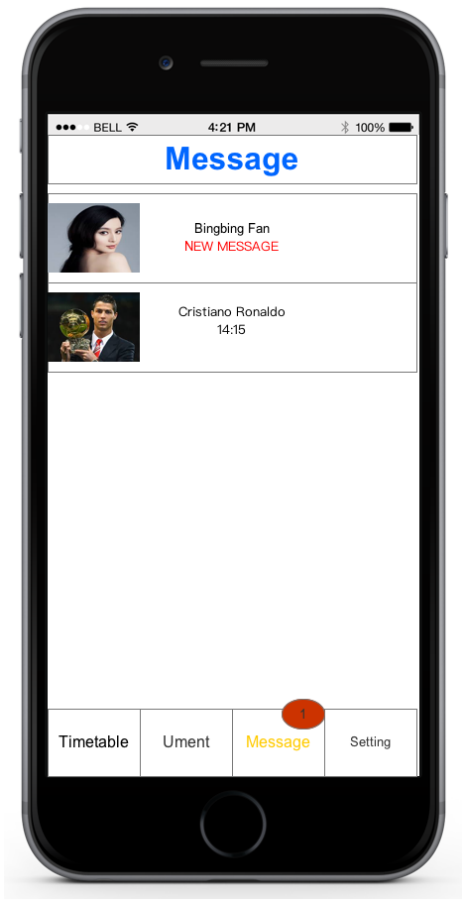 BELL
4:21 PM
100%
Message
Bingbing Fan
NEW MESSAGE
Cristiano Ronaldo
14:15
1
Timetable
Ument
Message
Setting